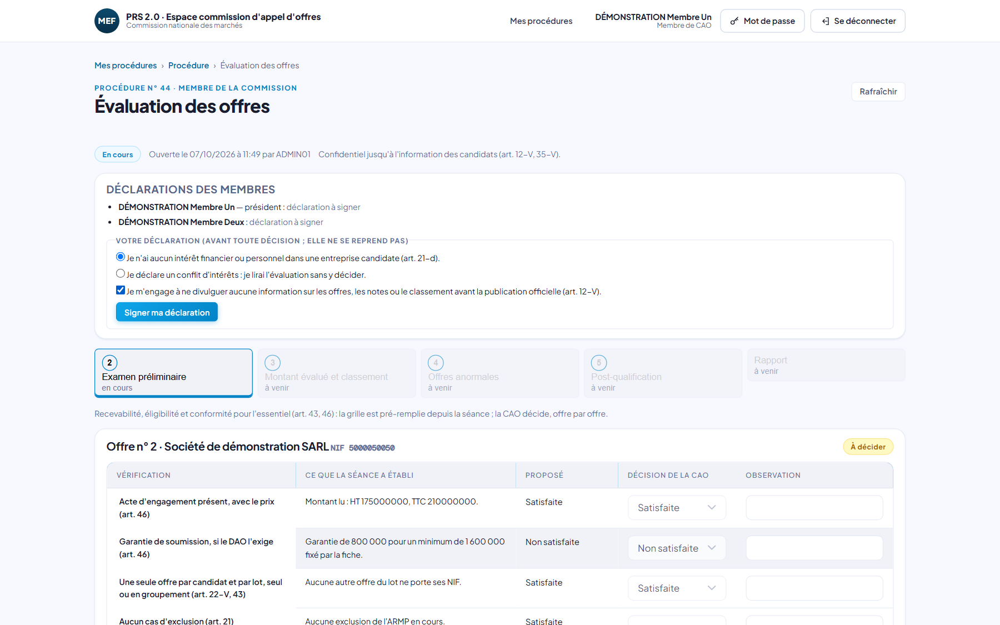 MEF
PRS 2.0 · Espace commission d'appel d'offres
Commission nationale des marchés
Mes procédures
DÉMONSTRATION Membre Un
Membre de CAO
Mot de passe
Se déconnecter
Mes procédures › Procédure › Évaluation des offres
PROCÉDURE N° 44 · MEMBRE DE LA COMMISSION
Évaluation des offres
Rafraîchir
En cours
Ouverte le 07/10/2026 à 11:49 par ADMIN01
Confidentiel jusqu'à l'information des candidats (art. 12-V, 35-V).
DÉCLARATIONS DES MEMBRES
• DÉMONSTRATION Membre Un — président : déclaration à signer
• DÉMONSTRATION Membre Deux : déclaration à signer
VOTRE DÉCLARATION (AVANT TOUTE DÉCISION ; ELLE NE SE REPREND PAS)
Je n'ai aucun intérêt financier ou personnel dans une entreprise candidate (art. 21-d).
Je déclare un conflit d'intérêts : je lirai l'évaluation sans y décider.
Je m'engage à ne divulguer aucune information sur les offres, les notes ou le classement avant la publication officielle (art. 12-V).
Signer ma déclaration
2
Examen préliminaire
en cours
3
Montant évalué et classement
à venir
4
Offres anormales
à venir
5
Post-qualification
à venir
Rapport
à venir
Recevabilité, éligibilité et conformité pour l'essentiel (art. 43, 46) : la grille est pré-remplie depuis la séance ; la CAO décide, offre par offre.
Offre n° 2 · Société de démonstration SARL NIF 5000050050
À décider
VÉRIFICATION
CE QUE LA SÉANCE A ÉTABLI
PROPOSÉ
DÉCISION DE LA CAO
OBSERVATION
Acte d'engagement présent, avec le prix
(art. 46)
Montant lu : HT 175000000, TTC 210000000.
Satisfaite
Satisfaite
Garantie de soumission, si le DAO l'exige
(art. 46)
Garantie de 800 000 pour un minimum de 1 600 000
fixé par la fiche.
Non satisfaite
Non satisfaite
Une seule offre par candidat et par lot, seul
ou en groupement (art. 22-V, 43)
Aucune autre offre du lot ne porte ses NIF.
Satisfaite
Satisfaite
Aucun cas d'exclusion (art. 21)
Aucune exclusion de l'ARMP en cours.
Satisfaite